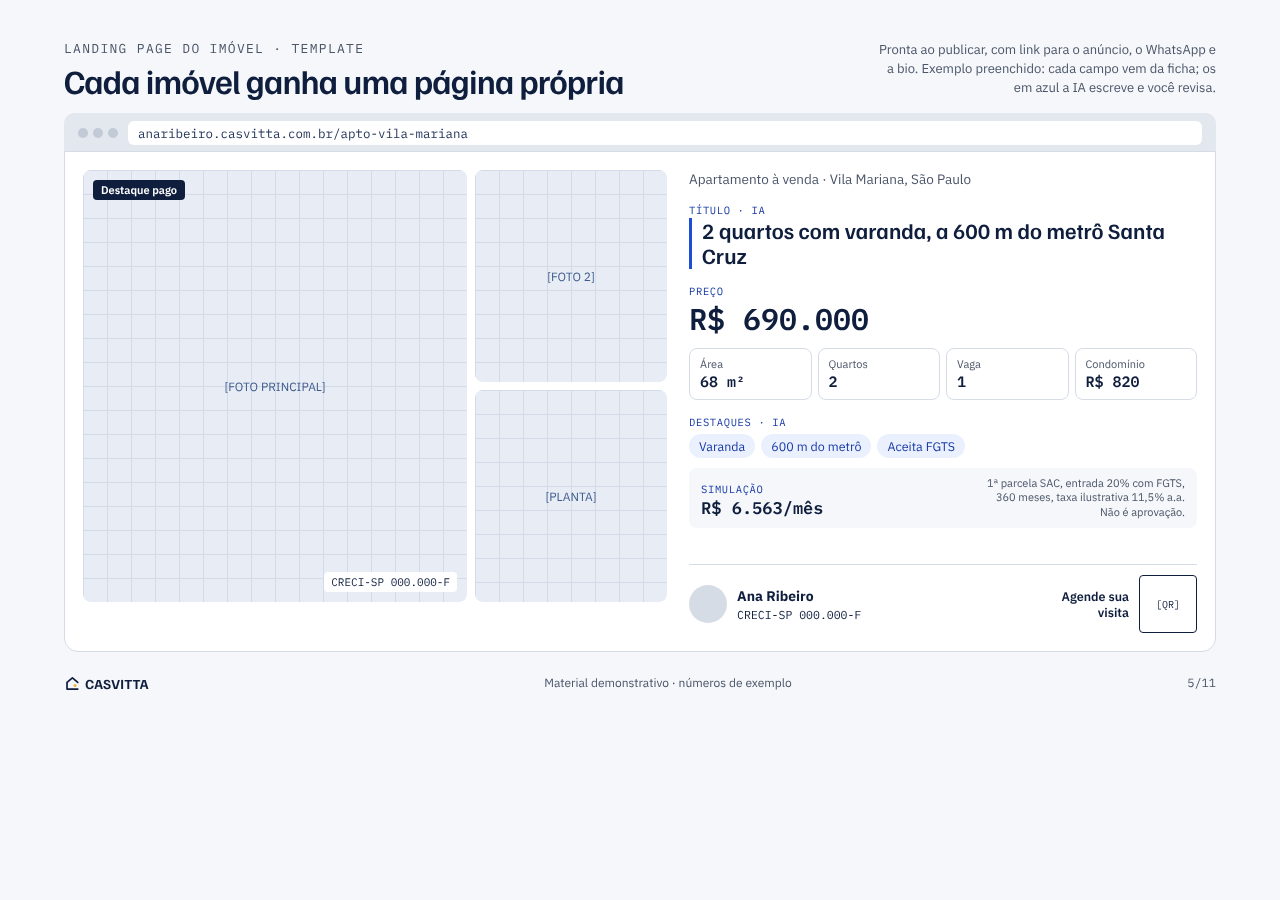 LANDING PAGE DO IMÓVEL · TEMPLATE
Cada imóvel ganha uma página própria
Pronta ao publicar, com link para o anúncio, o WhatsApp e
a bio. Exemplo preenchido: cada campo vem da ficha; os
em azul a IA escreve e você revisa.
anaribeiro.casvitta.com.br/apto-vila-mariana
Destaque pago
[FOTO PRINCIPAL]
CRECI-SP 000.000-F
[FOTO 2]
[PLANTA]
Apartamento à venda · Vila Mariana, São Paulo
TÍTULO · IA
2 quartos com varanda, a 600 m do metrô Santa
Cruz
PREÇO
R$ 690.000
Área
68 m²
Quartos
2
Vaga
1
Condomínio
R$ 820
DESTAQUES · IA
Varanda
600 m do metrô
Aceita FGTS
SIMULAÇÃO
R$ 6.563/mês
1ª parcela SAC, entrada 20% com FGTS,
360 meses, taxa ilustrativa 11,5% a.a.
Não é aprovação.
Ana Ribeiro
CRECI-SP 000.000-F
Agende sua
visita
[QR]
CASVITTA
Material demonstrativo · números de exemplo
5/11